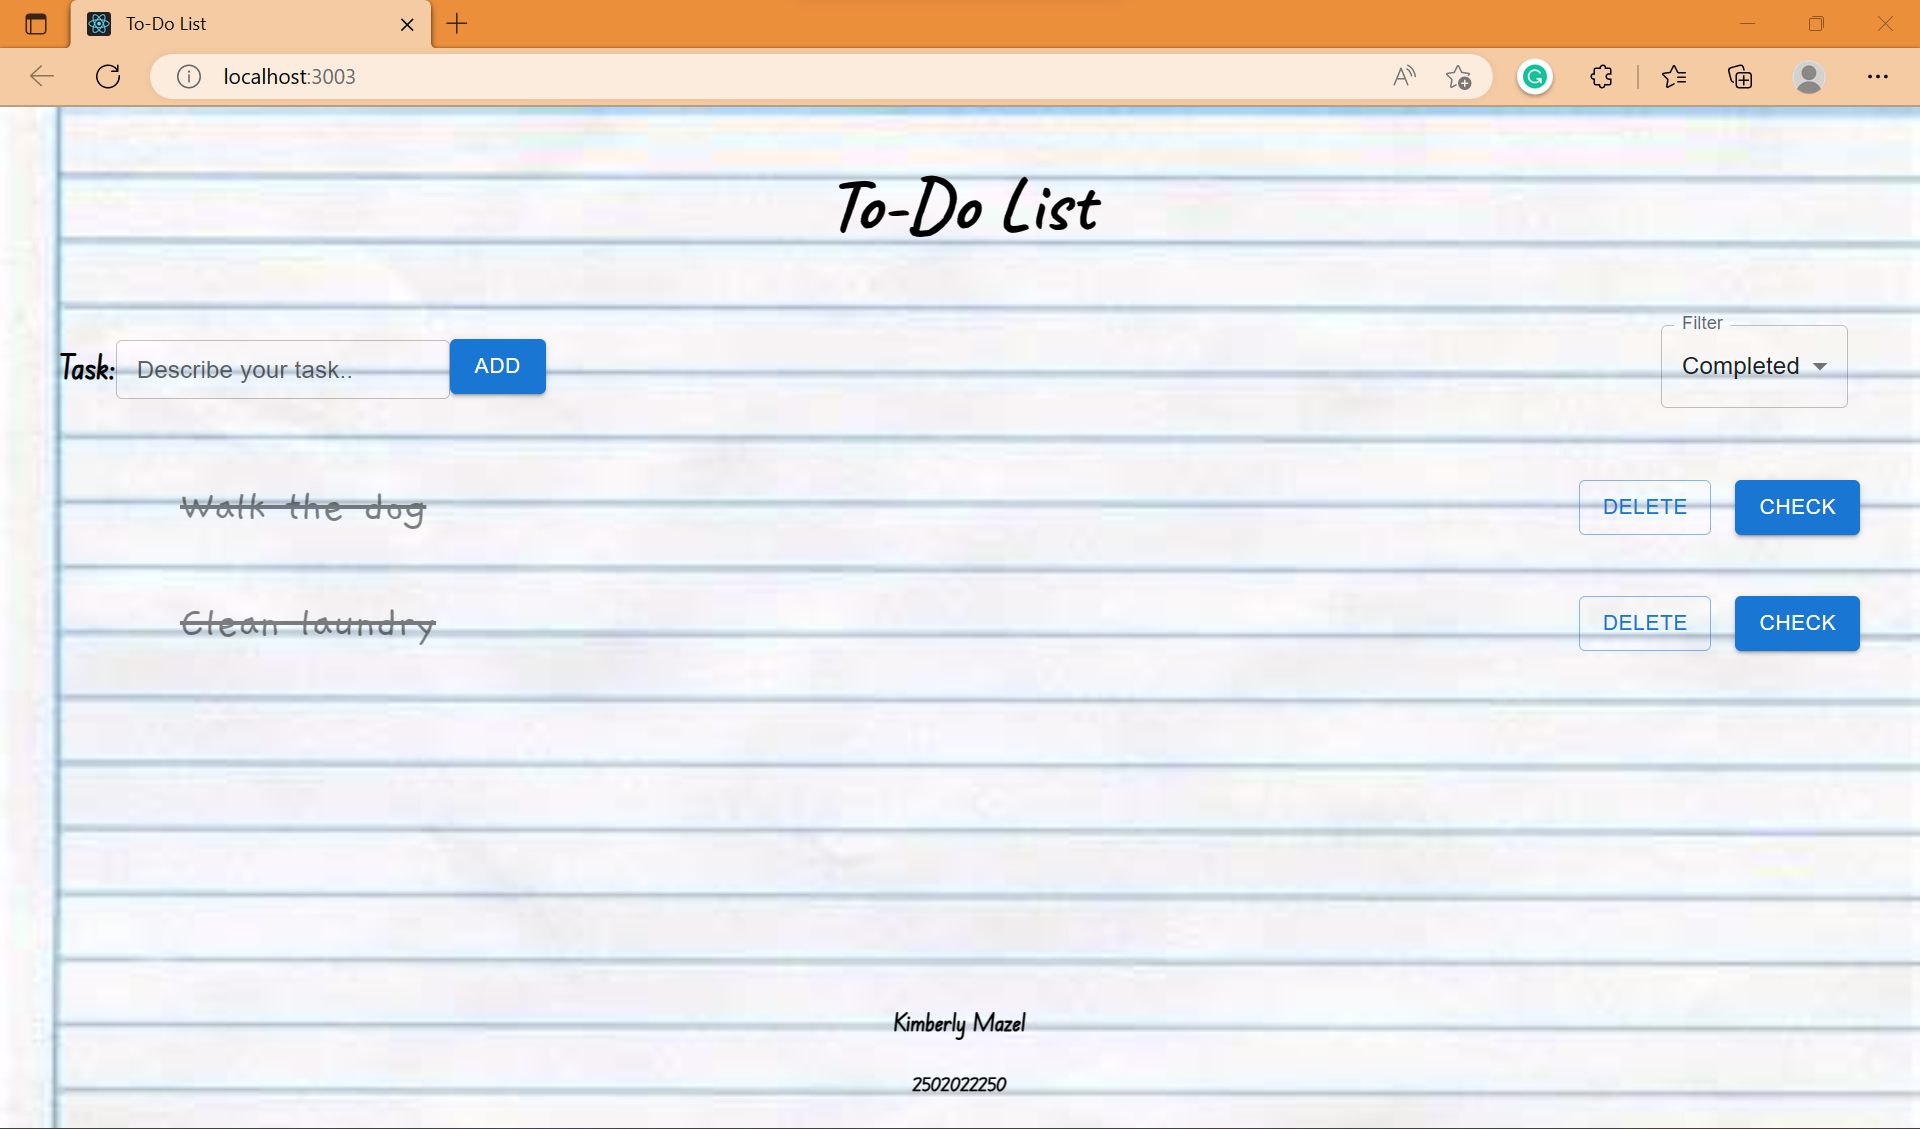 To-Do List
localhost:3003
To-Do List
Filter
Task: Describe your task.. ADD Completed
Walk the dog DELETE CHECK
Clean laundry DELETE CHECK
Kimberly Mazel
2502022250